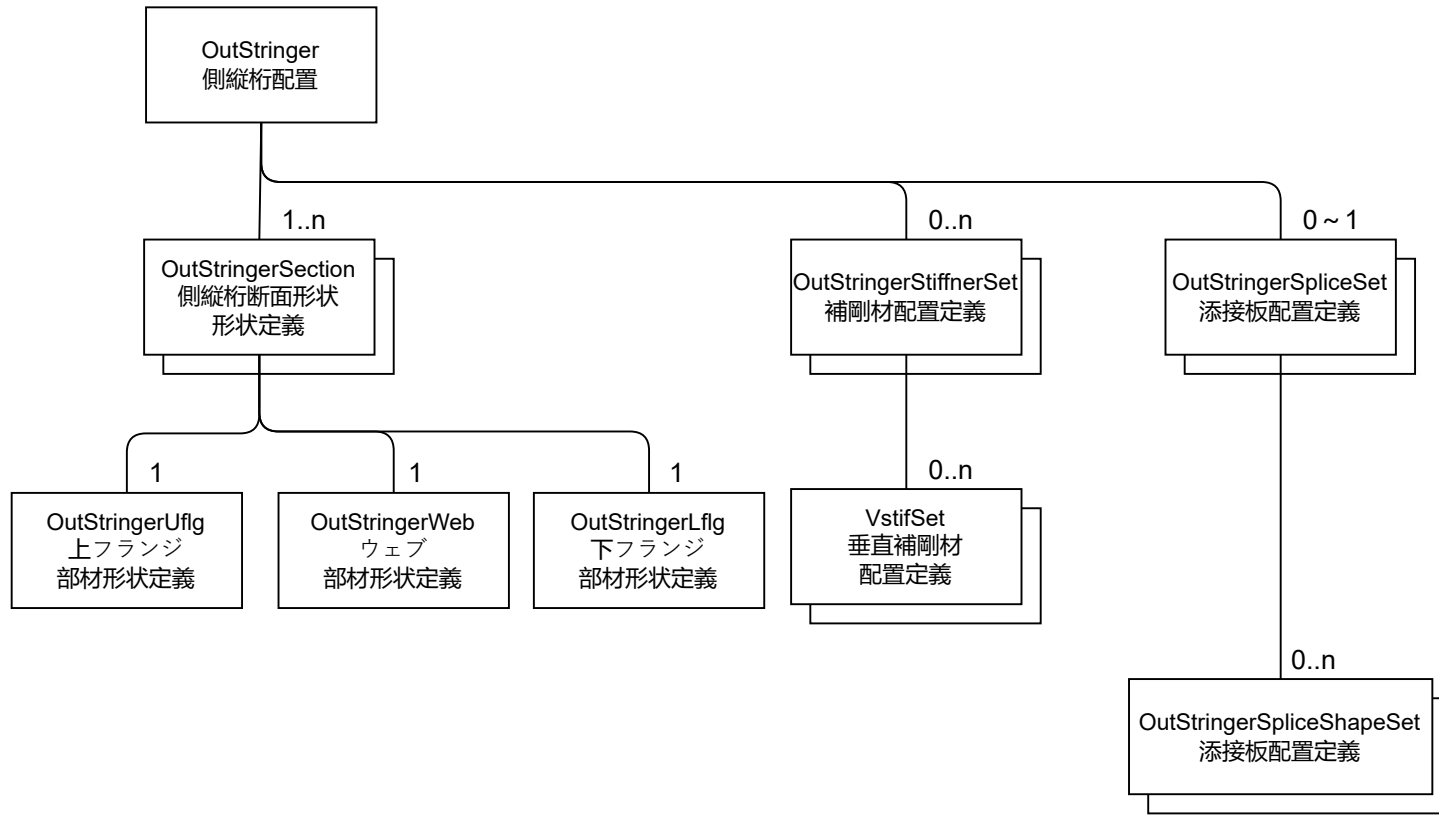 OutStringer
側縦桁配置
1..n
0..n
0～1
OutStringerSection
側縦桁断面形状
形状定義
OutStringerStiffnerSet
補剛材配置定義
OutStringerSpliceSet
添接板配置定義
1
1
1
0..n
OutStringerUflg
上フランジ
部材形状定義
OutStringerWeb
ウェブ
部材形状定義
OutStringerLflg
下フランジ
部材形状定義
VstifSet
垂直補剛材
配置定義
0..n
OutStringerSpliceShapeSet
添接板配置定義